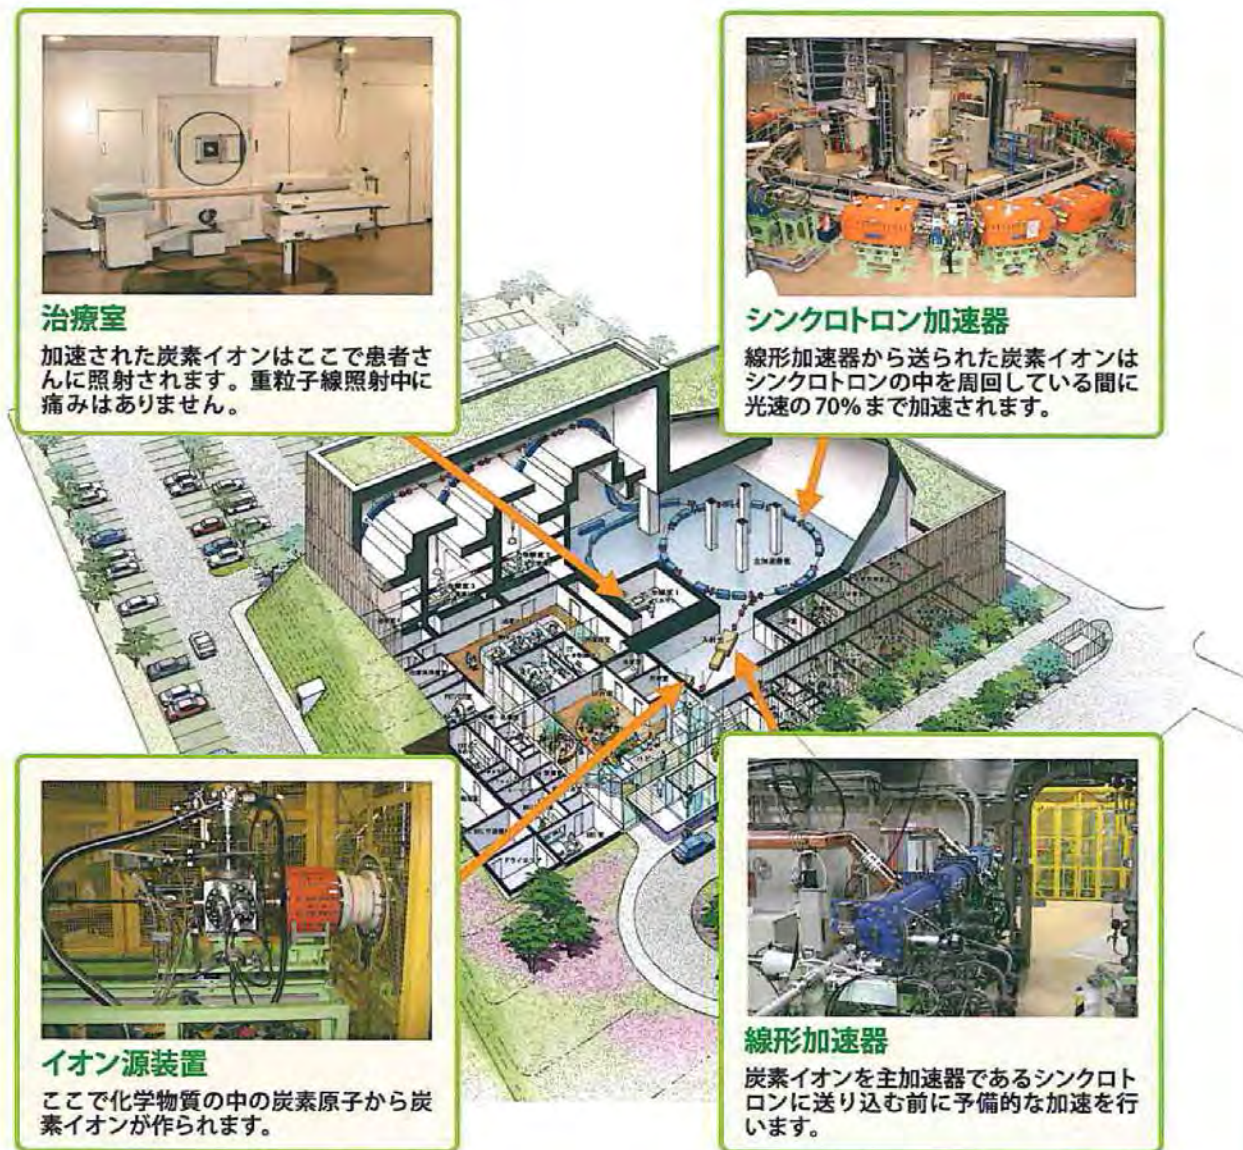 治療室
加速された炭素イオンはここで患者さ
んに照射されます。重粒子線照射中に
痛みはありません。
シンクロトロン加速器
線形加速器から送られた炭素イオンは
シンクロトロンの中を周回している間に
光速の70%まで加速されます。
主加速器室
イオン源装置
ここで化学物質の中の炭素原子から炭
素イオンが作られます。
線形加速器
炭素イオンを主加速器であるシンクロト
ロンに送り込む前に予備的な加速を行
います。